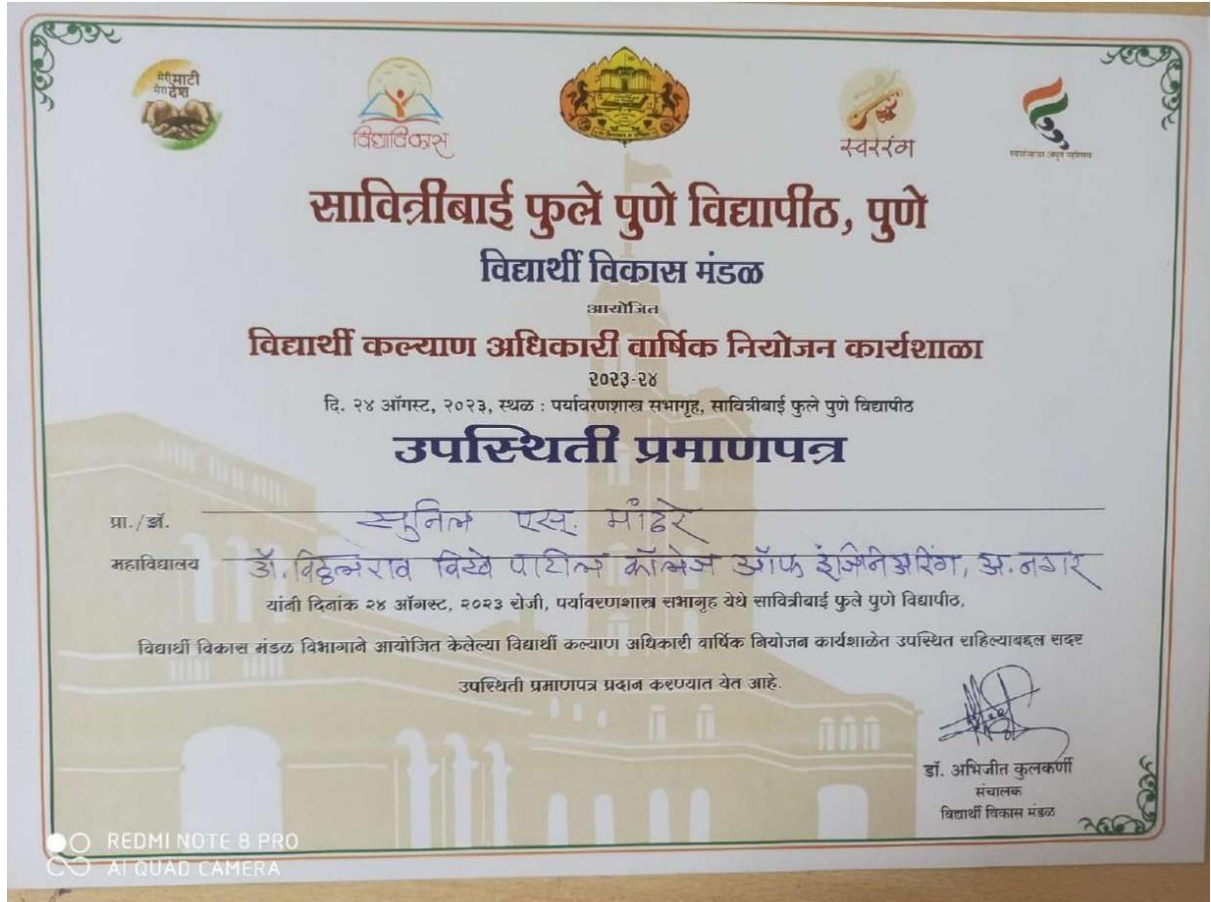 मेरी माटी
मेरा देश
विद्याविकास
स्वररंग
सावित्रीबाई फुले पुणे विद्यापीठ, पुणे
विद्यार्थी विकास मंडळ
आयोजित
विद्यार्थी कल्याण अधिकारी वार्षिक नियोजन कार्यशाळा
२०२३-२४
दि. २४ ऑगस्ट, २०२३, स्थळ : पर्यावरणशास्त्र सभागृह, सावित्रीबाई फुले पुणे विद्यापीठ
उपस्थिती प्रमाणपत्र
प्रा./डॉ. सुनिल एस. मांढरे
महाविद्यालय डॉ. विठ्ठलराव विखे पाटील कॉलेज ऑफ इंजिनिअरिंग, अ.नगर
यांनी दिनांक २४ ऑगस्ट, २०२३ रोजी, पर्यावरणशास्त्र सभागृह येथे सावित्रीबाई फुले पुणे विद्यापीठ,
विद्यार्थी विकास मंडळ विभागाने आयोजित केलेल्या विद्यार्थी कल्याण अधिकारी वार्षिक नियोजन कार्यशाळेत उपस्थित राहिल्याबद्दल सदर
उपस्थिती प्रमाणपत्र प्रदान करण्यात येत आहे.
डॉ. अभिजीत कुलकर्णी
संचालक
विद्यार्थी विकास मंडळ
REDMI NOTE 8 PRO
AI QUAD CAMERA